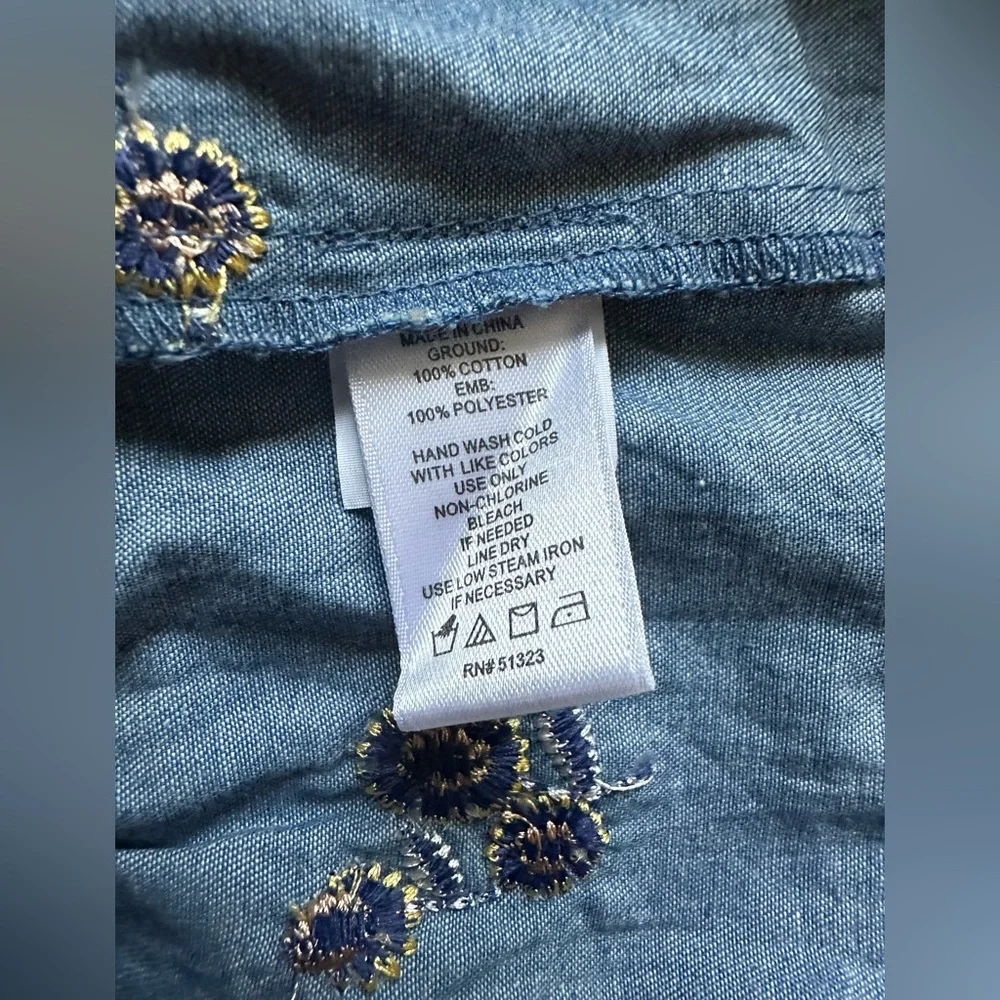 MADE IN CHINA
GROUND:
100% COTTON
EMB:
100% POLYESTER
HAND WASH COLD
WITH LIKE COLORS
USE ONLY
NON-CHLORINE
BLEACH
IF NEEDED
LINE DRY
USE LOW STEAM IRON
IF NECESSARY
RN# 51323